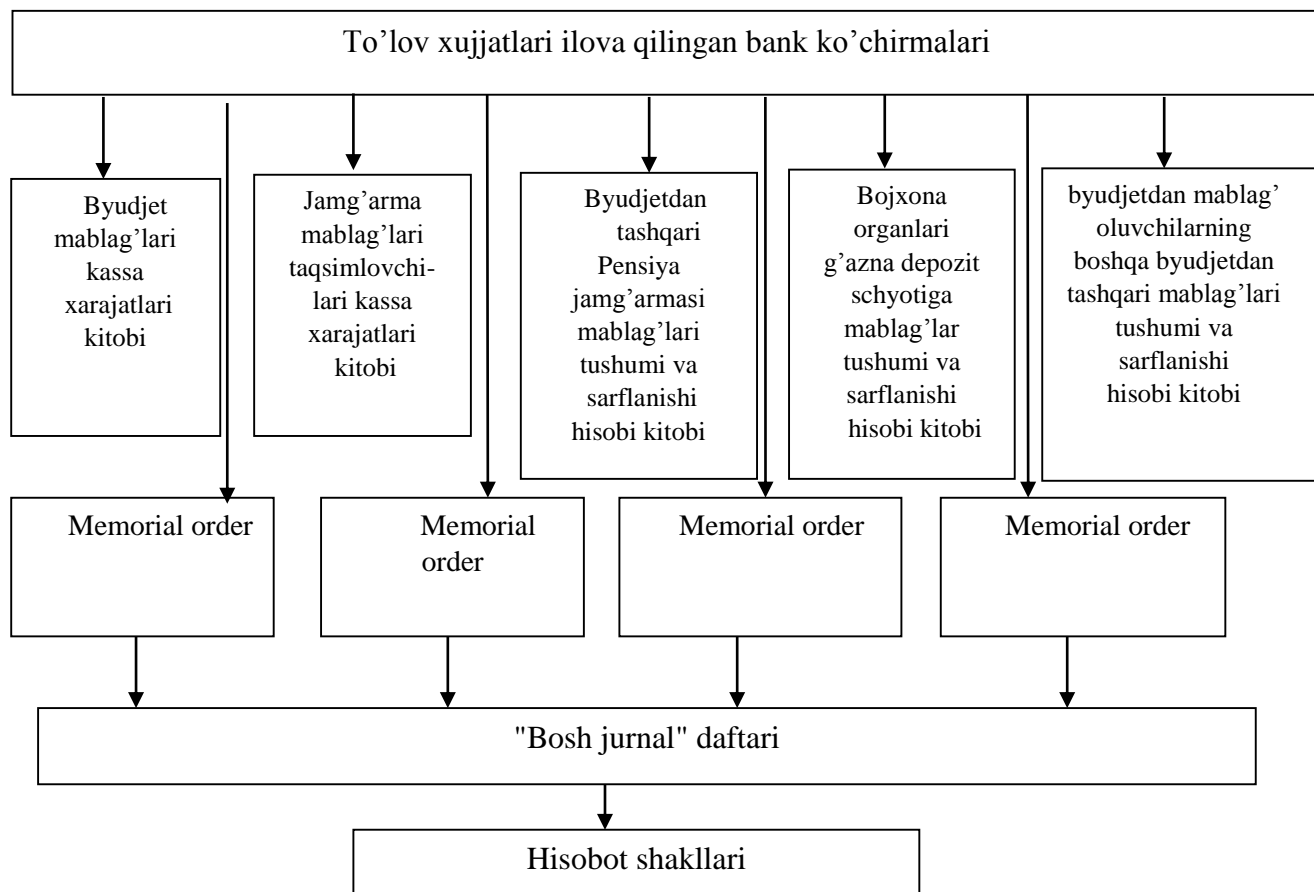 To’lov xujjatlari ilova qilingan bank ko’chirmalari
Byudjet
mablag’lari
kassa
xarajatlari
kitobi
Jamg’arma
mablag’lari
taqsimlovchi-
lari kassa
xarajatlari
kitobi
Byudjetdan
tashqari
Pensiya
jamg’armasi
mablag’lari
tushumi va
sarflanishi
hisobi kitobi
Bojxona
organlari
g’azna depozit
schyotiga
mablag’lar
tushumi va
sarflanishi
hisobi kitobi
byudjetdan mablag’
oluvchilarning
boshqa byudjetdan
tashqari mablag’lari
tushumi va
sarflanishi
hisobi kitobi
Memorial order
Memorial
order
Memorial order
Memorial order
"Bosh jurnal" daftari
Hisobot shakllari